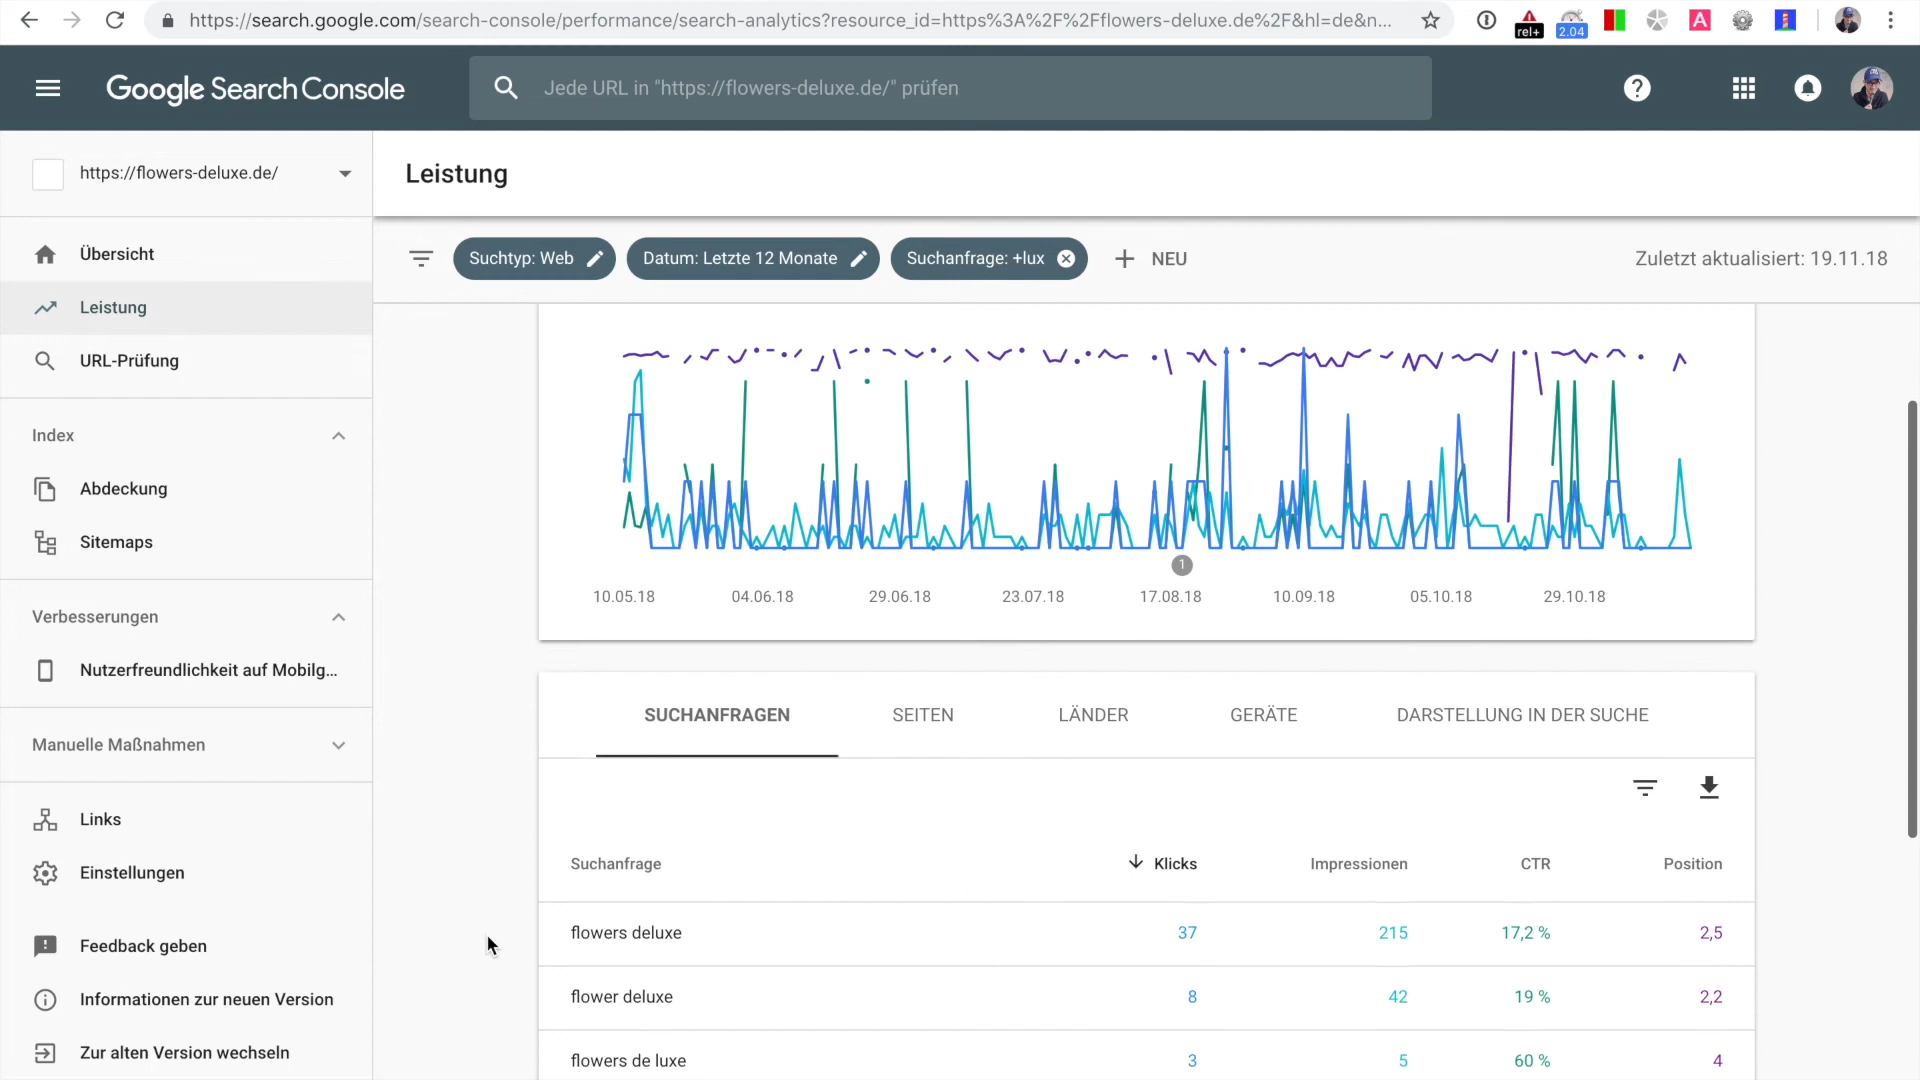 https://search.google.com/search-console/performance/search-analytics?resource_id=https%3A%2F%2Fflowers-deluxe.de%2F&hl=de&n...
rel+
2.04
A
Google Search Console
Jede URL in "https://flowers-deluxe.de/" prüfen
?
https://flowers-deluxe.de/
Leistung
Übersicht
Leistung
URL-Prüfung
Index
Abdeckung
Sitemaps
Verbesserungen
Nutzerfreundlichkeit auf Mobilg...
Manuelle Maßnahmen
Links
Einstellungen
Feedback geben
Informationen zur neuen Version
Zur alten Version wechseln
Suchtyp: Web
Datum: Letzte 12 Monate
Suchanfrage: +lux
NEU
Zuletzt aktualisiert: 19.11.18
1
10.05.18 04.06.18 29.06.18 23.07.18 17.08.18 10.09.18 05.10.18 29.10.18
SUCHANFRAGEN SEITEN LÄNDER GERÄTE DARSTELLUNG IN DER SUCHE
Suchanfrage Klicks Impressionen CTR Position
flowers deluxe 37 215 17,2 % 2,5
flower deluxe 8 42 19 % 2,2
flowers de luxe 3 5 60 % 4